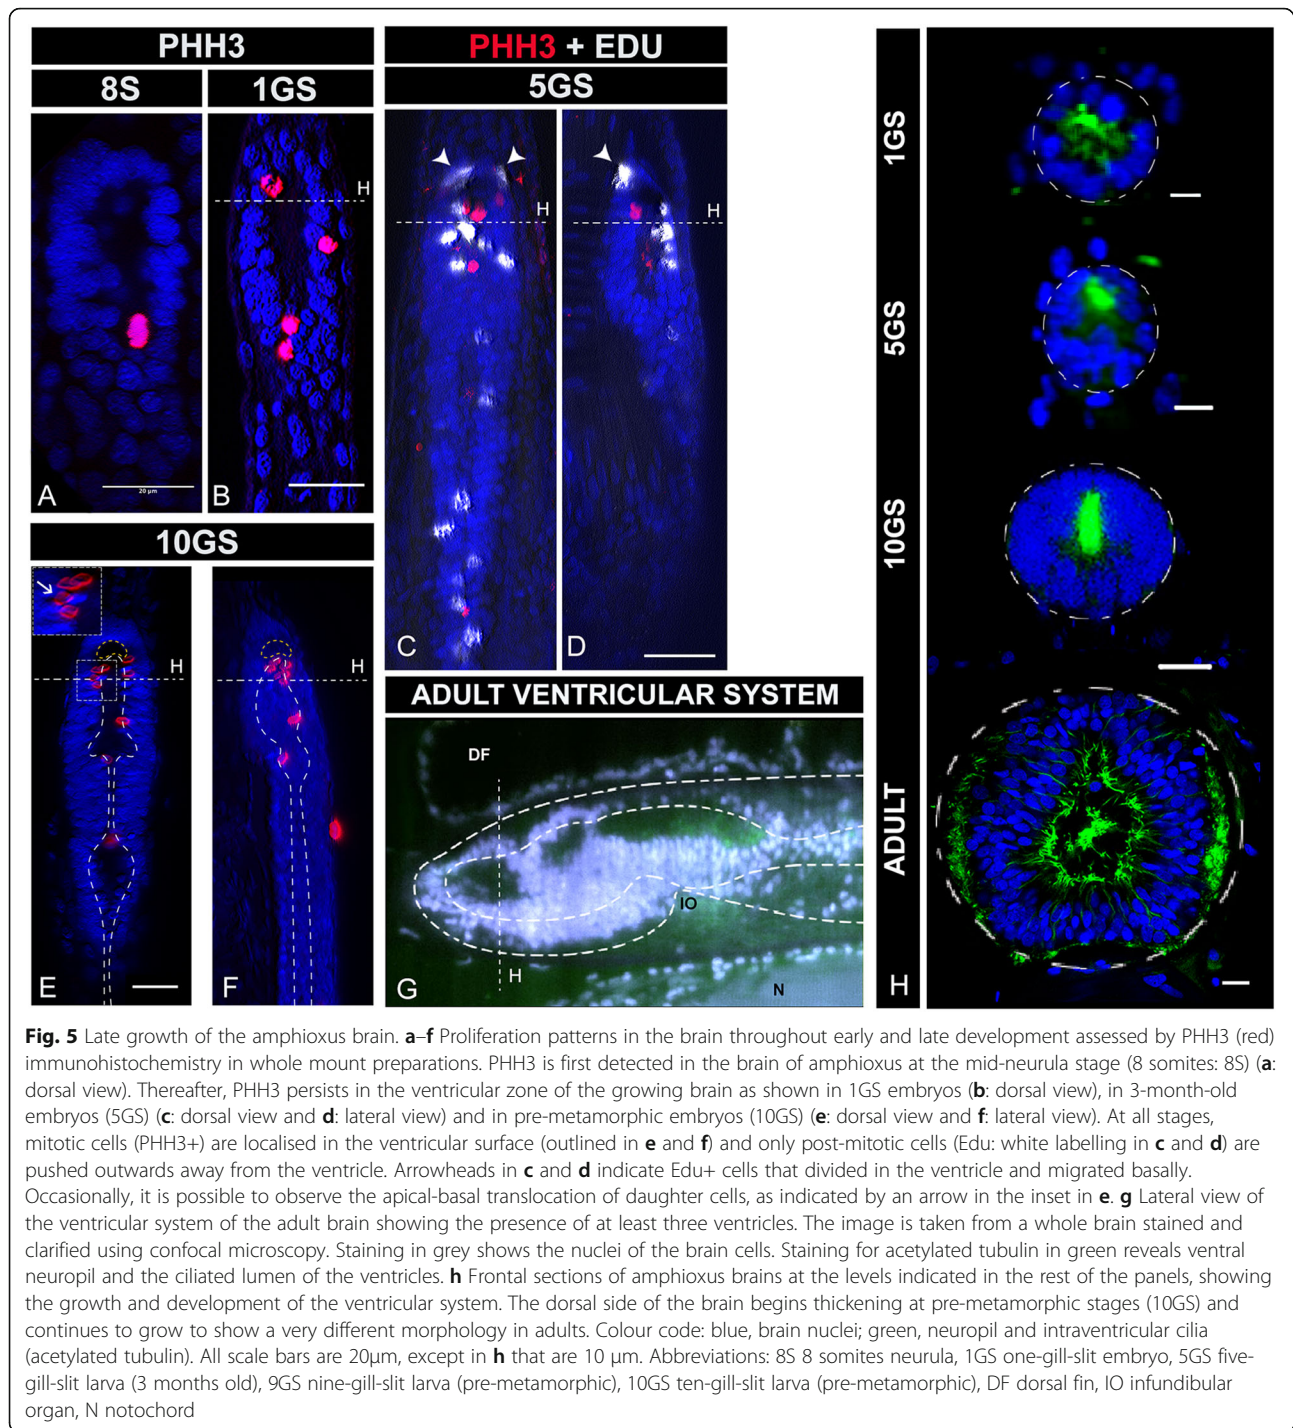 PHH3
8S
1GS
H
20 µm
A
B
PHH3 + EDU
5GS
H
H
C
D
10GS
H
H
E
F
ADULT VENTRICULAR SYSTEM
DF
IO
H
G
N
1GS
5GS
10GS
ADULT
H
Fig. 5 Late growth of the amphioxus brain. a–f Proliferation patterns in the brain throughout early and late development assessed by PHH3 (red)
immunohistochemistry in whole mount preparations. PHH3 is first detected in the brain of amphioxus at the mid-neurula stage (8 somites: 8S) (a:
dorsal view). Thereafter, PHH3 persists in the ventricular zone of the growing brain as shown in 1GS embryos (b: dorsal view), in 3-month-old
embryos (5GS) (c: dorsal view and d: lateral view) and in pre-metamorphic embryos (10GS) (e: dorsal view and f: lateral view). At all stages,
mitotic cells (PHH3+) are localised in the ventricular surface (outlined in e and f) and only post-mitotic cells (Edu: white labelling in c and d) are
pushed outwards away from the ventricle. Arrowheads in c and d indicate Edu+ cells that divided in the ventricle and migrated basally.
Occasionally, it is possible to observe the apical-basal translocation of daughter cells, as indicated by an arrow in the inset in e. g Lateral view of
the ventricular system of the adult brain showing the presence of at least three ventricles. The image is taken from a whole brain stained and
clarified using confocal microscopy. Staining in grey shows the nuclei of the brain cells. Staining for acetylated tubulin in green reveals ventral
neuropil and the ciliated lumen of the ventricles. h Frontal sections of amphioxus brains at the levels indicated in the rest of the panels, showing
the growth and development of the ventricular system. The dorsal side of the brain begins thickening at pre-metamorphic stages (10GS) and
continues to grow to show a very different morphology in adults. Colour code: blue, brain nuclei; green, neuropil and intraventricular cilia
(acetylated tubulin). All scale bars are 20µm, except in h that are 10 µm. Abbreviations: 8S 8 somites neurula, 1GS one-gill-slit embryo, 5GS five-
gill-slit larva (3 months old), 9GS nine-gill-slit larva (pre-metamorphic), 10GS ten-gill-slit larva (pre-metamorphic), DF dorsal fin, IO infundibular
organ, N notochord